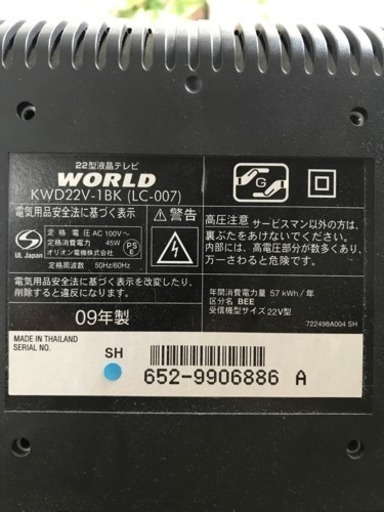 22型液晶テレビ
WORLD
KWD22V-1BK (LC-007)
電気用品安全法に基づく表示
UL Japan
定格電圧 AC 100V~
定格消費電力 45W
オリオン電機株式会社
定格周波数 50Hz/60Hz
PS
E
電気用品安全法に基づく表示を改変したり、
削除すると違反になります。
警告
G
高圧注意 サービスマン以外の方は、
裏ぶたをあけないでください。
内部には、高電圧部分が数多くあり、
万一さわると危険です。
年間消費電力量 57 kWh/年
区分名 BEE
受信機型サイズ 22V型
722498A004 SH
09年製
MADE IN THAILAND
SERIAL NO.
SH
652-9906886 A